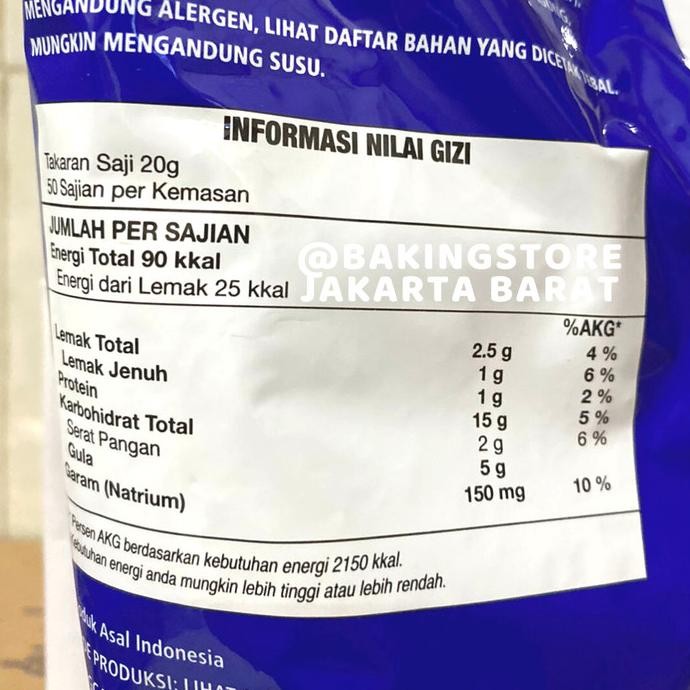 MENGANDUNG ALERGEN, LIHAT DAFTAR BAHAN YANG DICETAK TEBAL.
MUNGKIN MENGANDUNG SUSU.
INFORMASI NILAI GIZI
Takaran Saji 20g
50 Sajian per Kemasan
JUMLAH PER SAJIAN
Energi Total 90 kkal
Energi dari Lemak 25 kkal
@BAKINGSTORE
JAKARTA BARAT
%AKG*
Lemak Total 2.5 g 4 %
Lemak Jenuh 1 g 6 %
Protein 1 g 2 %
Karbohidrat Total 15 g 5 %
Serat Pangan 2 g 6 %
Gula 5 g
Garam (Natrium) 150 mg 10 %
*Persen AKG berdasarkan kebutuhan energi 2150 kkal.
Kebutuhan energi anda mungkin lebih tinggi atau lebih rendah.
Asal Indonesia
PRODUKSI: